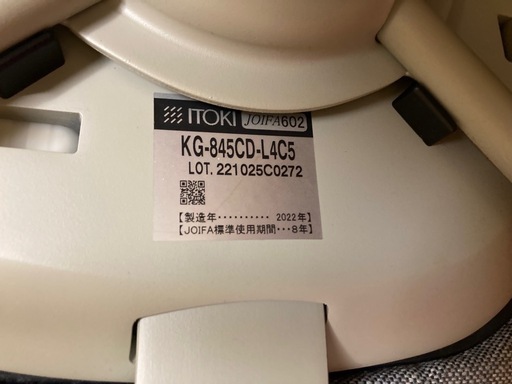 ITOKI JOIFA602
KG-845CD-L4C5
LOT. 221025C0272
【製造年・・・・・・・・・・ 2022年】
【JOIFA標準使用期間・・・8年】